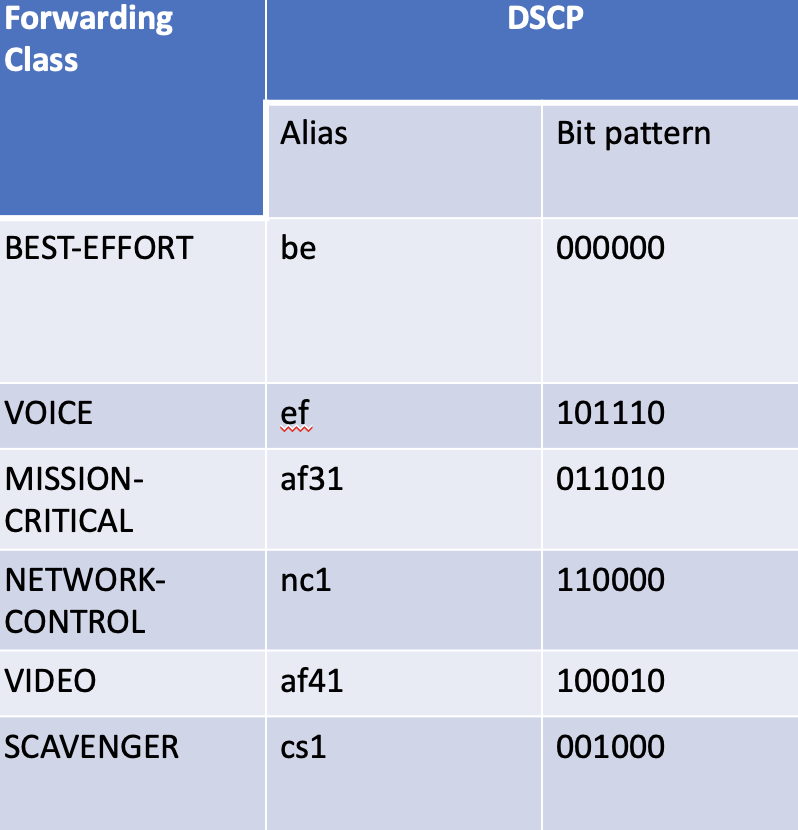 Forwarding DSCP
Class
Alias Bit pattern
BEST-EFFORT be 000000
VOICE ef 101110
MISSION- af31 011010
CRITICAL
NETWORK- nc1 110000
CONTROL
VIDEO af41 100010
SCAVENGER cs1 001000